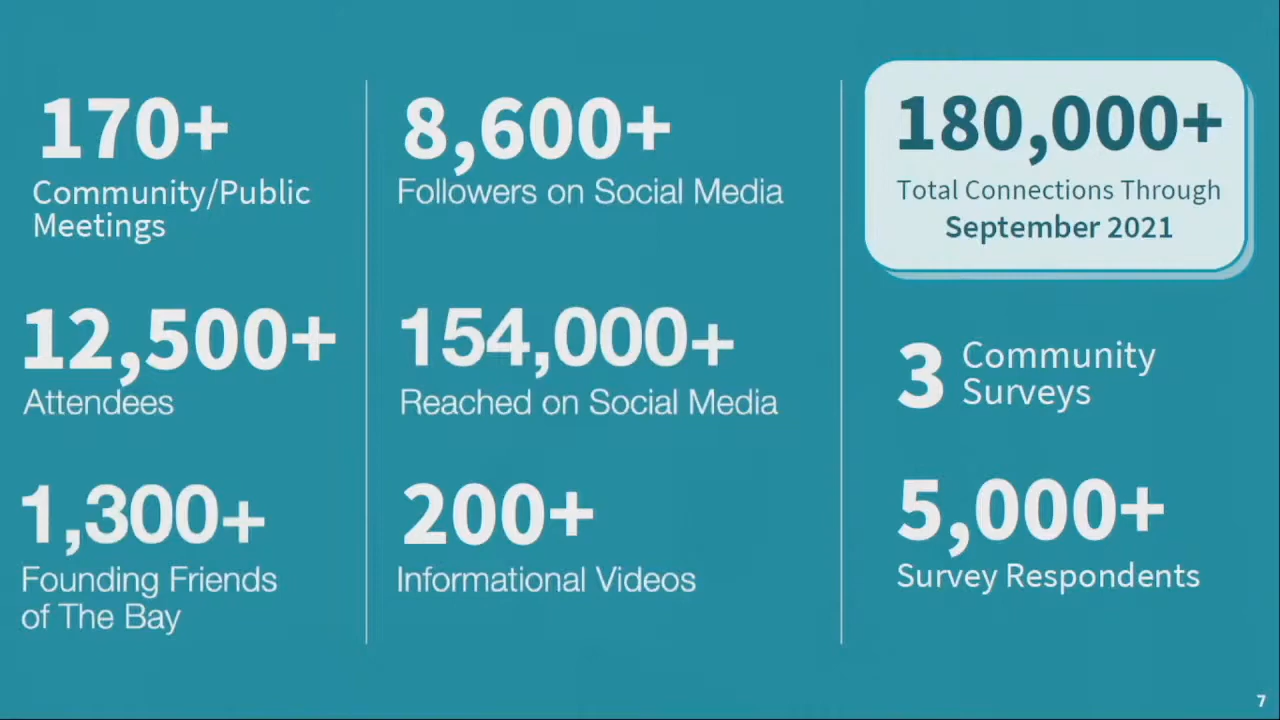 170+
Community/Public
Meetings
12,500+
Attendees
1,300+
Founding Friends
of The Bay
8,600+
Followers on Social Media
154,000+
Reached on Social Media
200+
Informational Videos
180,000+
Total Connections Through
September 2021
3 Community
Surveys
5,000+
Survey Respondents
7